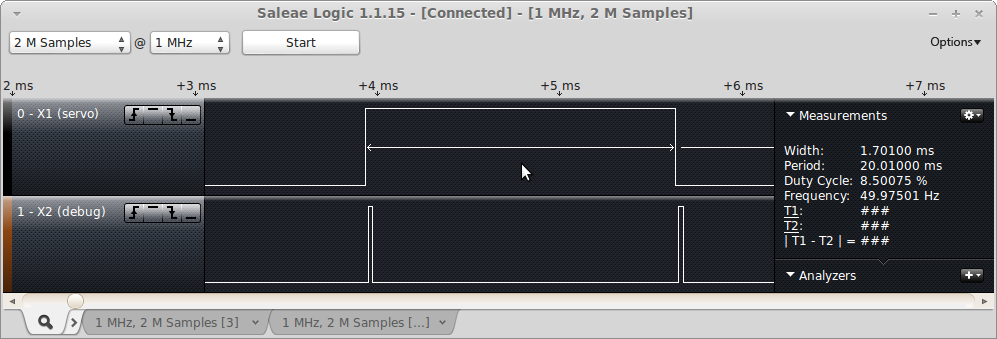 Saleae Logic 1.1.15 - [Connected] - [1 MHz, 2 M Samples]
2 M Samples @ 1 MHz Start Options
2 ms +3 ms +4 ms +5 ms +6 ms +7 ms
0 - X1 (servo)
1 - X2 (debug)
Measurements
Width: 1.70100 ms
Period: 20.01000 ms
Duty Cycle: 8.50075 %
Frequency: 49.97501 Hz
T1: ###
T2: ###
| T1 - T2 | = ###
Analyzers
1 MHz, 2 M Samples [3] 1 MHz, 2 M Samples [...]